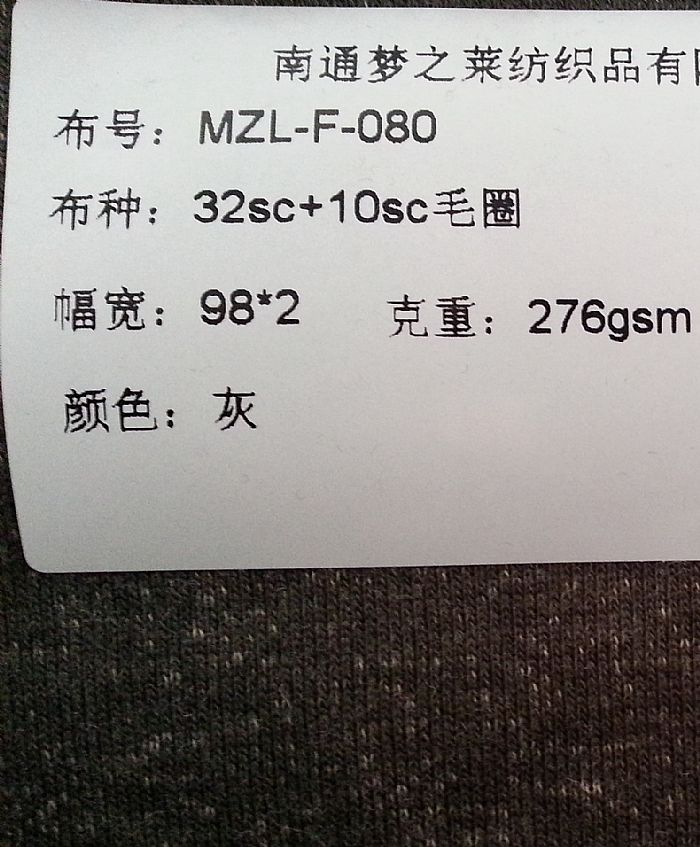 南通梦之莱纺织品有
布号：MZL-F-080
布种：32sc+10sc毛圈
幅宽：98*2 克重：276gsm
颜色：灰